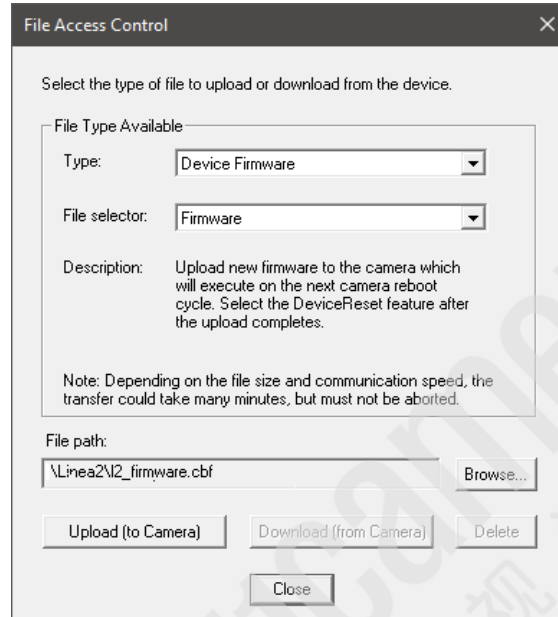 File Access Control
Select the type of file to upload or download from the device.
File Type Available
Type:
Device Firmware
File selector:
Firmware
Description:
Upload new firmware to the camera which
will execute on the next camera reboot
cycle. Select the DeviceReset feature after
the upload completes.
Note: Depending on the file size and communication speed, the
transfer could take many minutes, but must not be aborted.
File path:
\Linea2\l2_firmware.cbf
Browse...
Upload (to Camera)
Download (from Camera)
Delete
Close